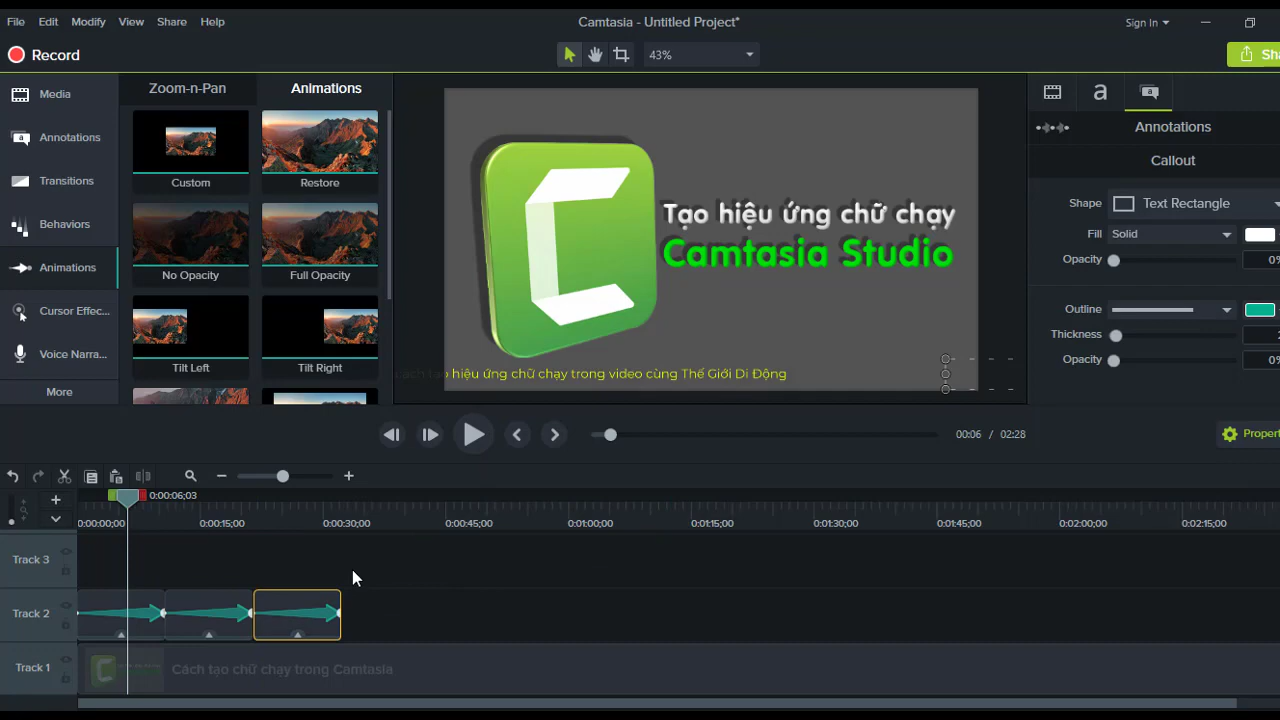 File Edit Modify View Share Help
Camtasia - Untitled Project*
Sign In
Record
43%
Sha
Media
Annotations
Transitions
Behaviors
Animations
Cursor Effec...
Voice Narra...
More
Zoom-n-Pan Animations
Custom Restore
No Opacity Full Opacity
Tilt Left Tilt Right
Tạo hiệu ứng chữ chạy
Camtasia Studio
hiệu ứng chữ chạy trong video cùng Thế Giới Di Động
a
Annotations
Callout
Shape Text Rectangle
Fill Solid
Opacity 0%
Outline
Thickness
Opacity 0%
00:06 / 02:28
Propert
0:00:06;03
0:00:00;00 0:00:15;00 0:00:30;00 0:00:45;00 0:01:00;00 0:01:15;00 0:01:30;00 0:01:45;00 0:02:00;00 0:02:15;00
Track 3
Track 2
Track 1
Cách tạo chữ chạy trong Camtasia